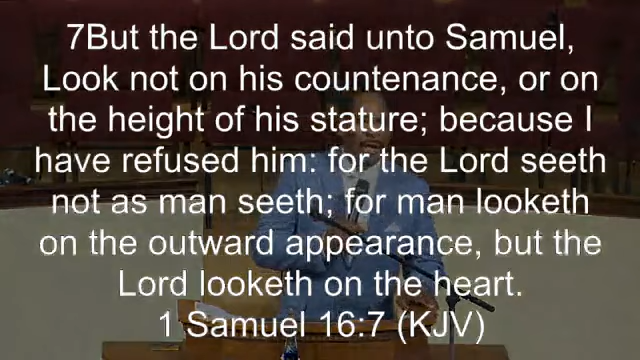 7But the Lord said unto Samuel,
Look not on his countenance, or on
the height of his stature; because I
have refused him: for the Lord seeth
not as man seeth; for man looketh
on the outward appearance, but the
Lord looketh on the heart.
1 Samuel 16:7 (KJV)